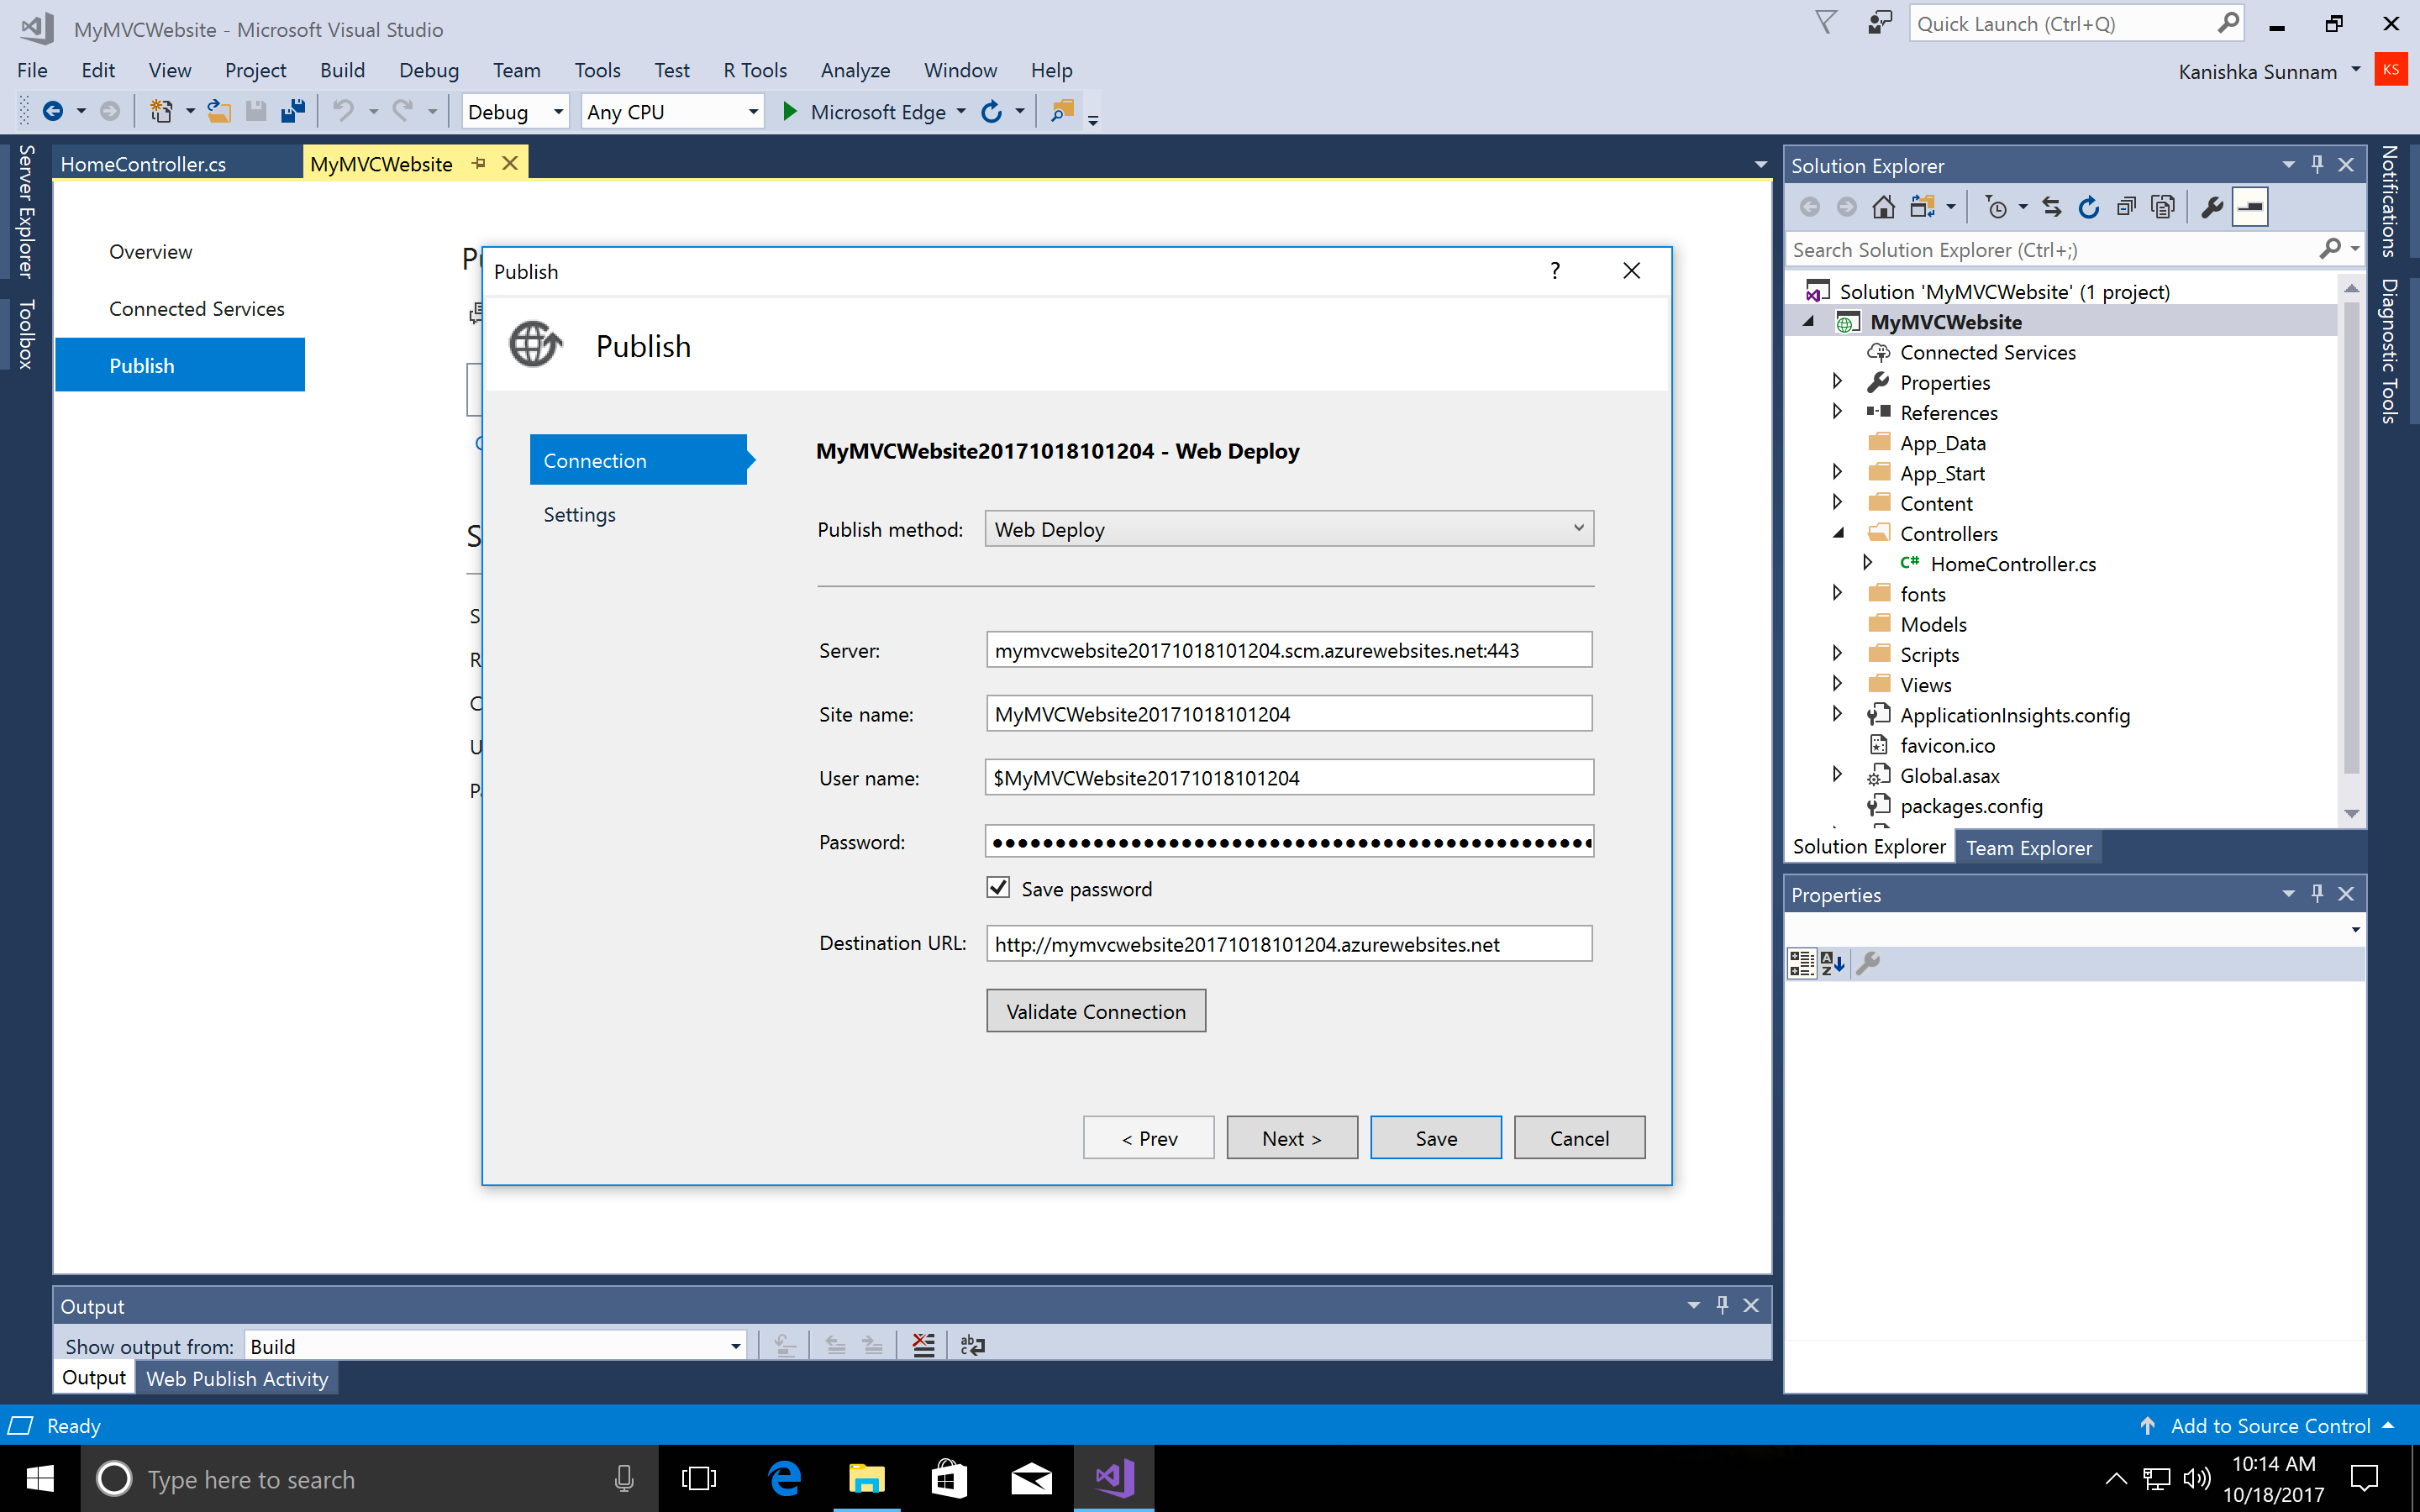 MyMVCWebsite - Microsoft Visual Studio
Quick Launch (Ctrl+Q)
File Edit View Project Build Debug Team Tools Test R Tools Analyze Window Help
Kanishka Sunnam KS
Debug Any CPU Microsoft Edge
Server Explorer
Toolbox
HomeController.cs MyMVCWebsite
Overview
Connected Services
Publish
Publish
?
Publish
Connection
Settings
MyMVCWebsite20171018101204 - Web Deploy
Publish method: Web Deploy
Server: mymvcwebsite20171018101204.scm.azurewebsites.net:443
Site name: MyMVCWebsite20171018101204
User name: $MyMVCWebsite20171018101204
Password: ••••••••••••••••••••••••••••••••••••••••••••••••
Save password
Destination URL: http://mymvcwebsite20171018101204.azurewebsites.net
Validate Connection
< Prev Next > Save Cancel
Solution Explorer
Search Solution Explorer (Ctrl+;)
Solution 'MyMVCWebsite' (1 project)
MyMVCWebsite
Connected Services
Properties
References
App_Data
App_Start
Content
Controllers
C# HomeController.cs
fonts
Models
Scripts
Views
ApplicationInsights.config
favicon.ico
Global.asax
packages.config
Solution Explorer Team Explorer
Properties
Notifications
Diagnostic Tools
Output
Show output from: Build
Output Web Publish Activity
Ready
Add to Source Control
Type here to search
10:14 AM
10/18/2017